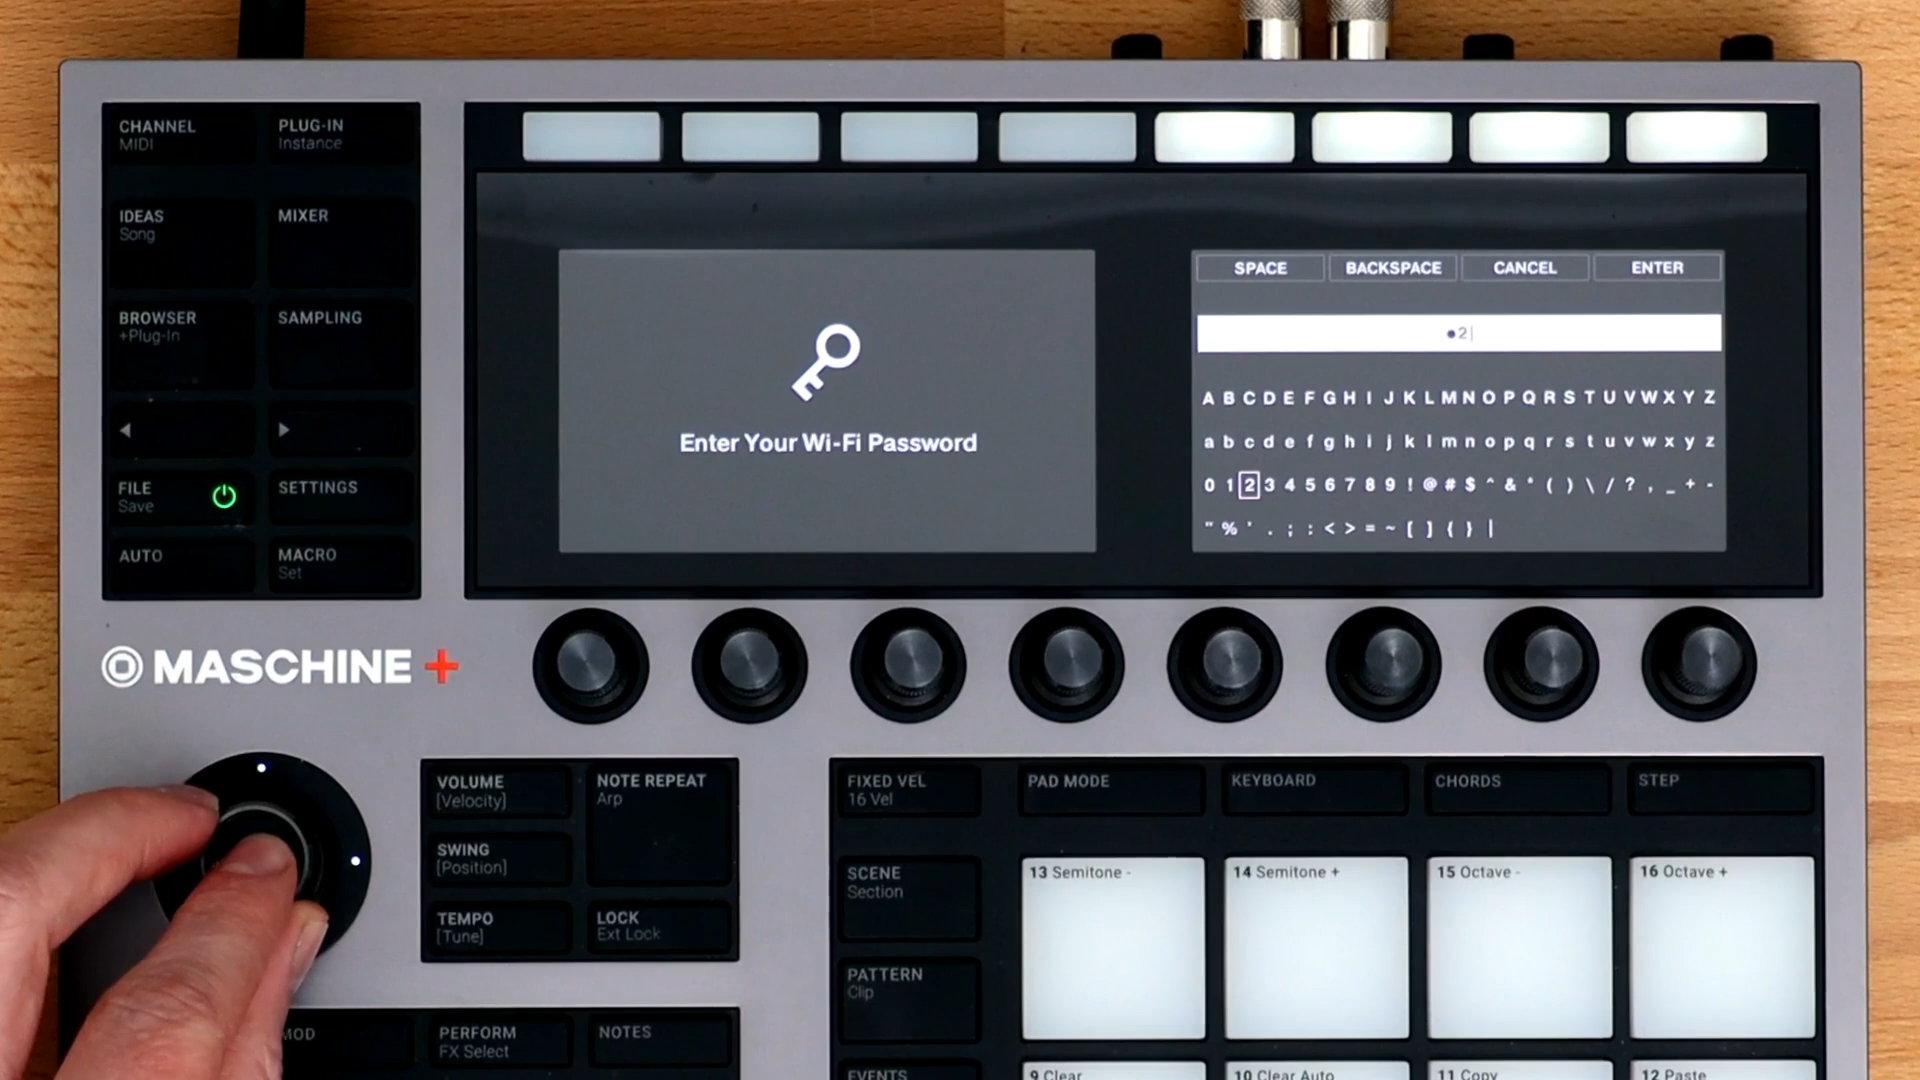 CHANNEL
MIDI
PLUG-IN
Instance
IDEAS
Song
MIXER
BROWSER
+Plug-In
SAMPLING
FILE
Save
SETTINGS
AUTO
MACRO
Set
Enter Your Wi-Fi Password
SPACE BACKSPACE CANCEL ENTER
●2|
A B C D E F G H I J K L M N O P Q R S T U V W X Y Z
a b c d e f g h i j k l m n o p q r s t u v w x y z
0 1 2 3 4 5 6 7 8 9 ! @ # $ ^ & * ( ) \ / ? , _ + -
" % ' . ; : < > = ~ [ ] { } |
MASCHINE +
VOLUME
[Velocity]
NOTE REPEAT
Arp
SWING
[Position]
TEMPO
[Tune]
LOCK
Ext Lock
MOD
PERFORM
FX Select
NOTES
FIXED VEL
16 Vel
PAD MODE
KEYBOARD
CHORDS
STEP
SCENE
Section
PATTERN
Clip
EVENTS
13 Semitone -
14 Semitone +
15 Octave -
16 Octave +
9 Clear
10 Clear Auto
11 Copy
12 Paste